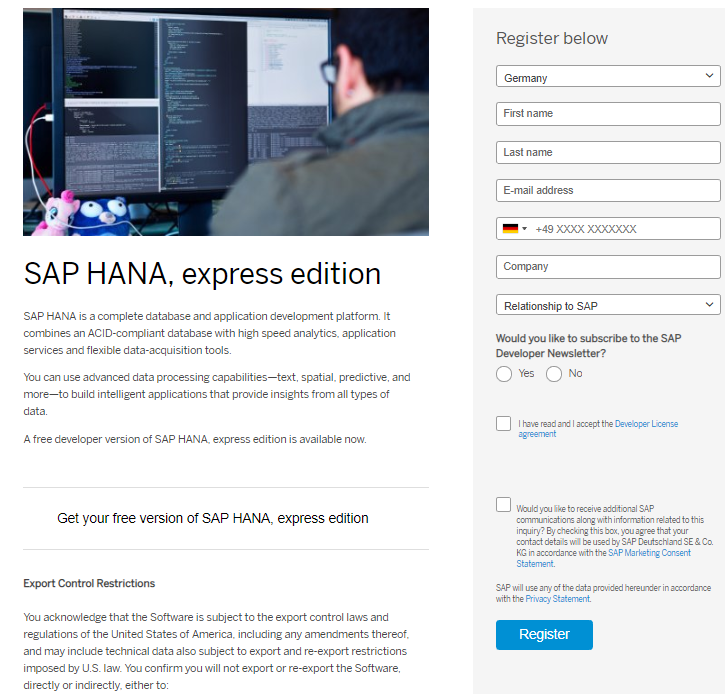 SAP HANA, express edition
SAP HANA is a complete database and application development platform. It
combines an ACID-compliant database with high speed analytics, application
services and flexible data-acquisition tools.
You can use advanced data processing capabilities—text, spatial, predictive, and
more—to build intelligent applications that provide insights from all types of
data.
A free developer version of SAP HANA, express edition is available now.
Get your free version of SAP HANA, express edition
Export Control Restrictions
You acknowledge that the Software is subject to the export control laws and
regulations of the United States of America, including any amendments thereof,
and may include technical data also subject to export and re-export restrictions
imposed by U.S. law. You confirm you will not export or re-export the Software,
directly or indirectly, either to:
Register below
Germany
First name
Last name
E-mail address
+49 XXXX XXXXXXX
Company
Relationship to SAP
Would you like to subscribe to the SAP
Developer Newsletter?
Yes No
I have read and I accept the Developer License
agreement
Would you like to receive additional SAP
communications along with information related to this
inquiry? By checking this box, you agree that your
contact details will be used by SAP Deutschland SE & Co.
KG in accordance with the SAP Marketing Consent
Statement.
SAP will use any of the data provided hereunder in accordance
with the Privacy Statement.
Register